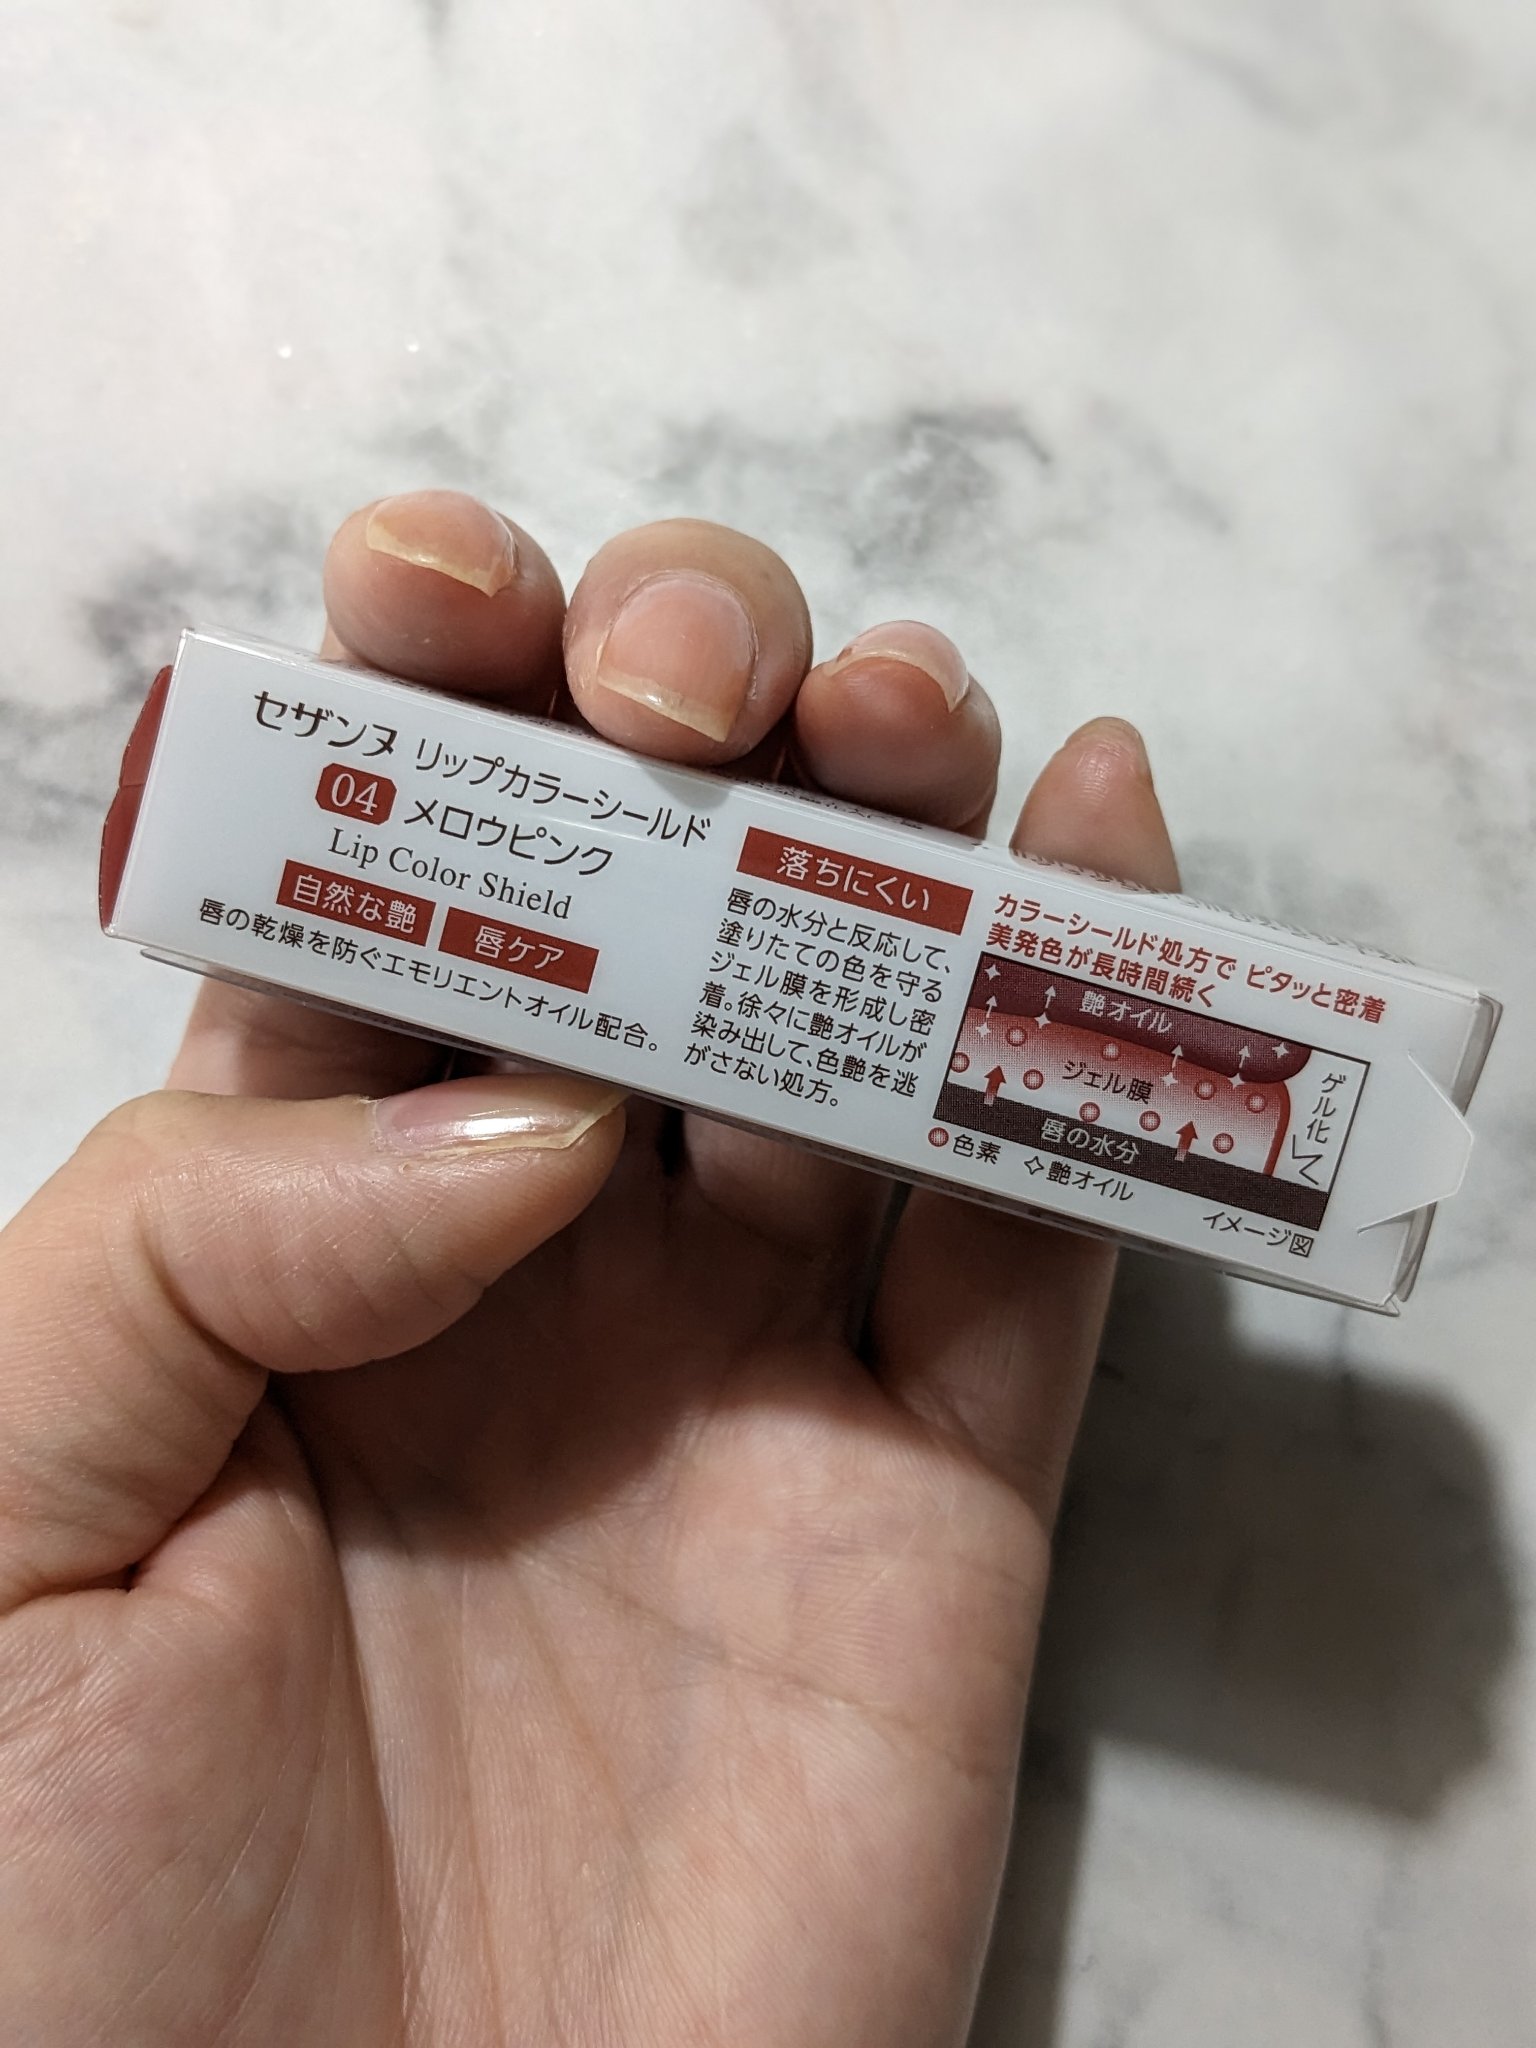 セザンヌ リップカラーシールド
04 メロウピンク
Lip Color Shield
自然な艶 唇ケア
唇の乾燥を防ぐエモリエントオイル配合。
落ちにくい
唇の水分と反応して、
塗りたての色を守る
ジェル膜を形成し密
着。徐々に艶オイルが
染み出して、色艶を逃
がさない処方。
カラーシールド処方で ピタッと密着
美発色が長時間続く
艶オイル
ジェル膜
唇の水分
ゲル化
色素 艶オイル
イメージ図